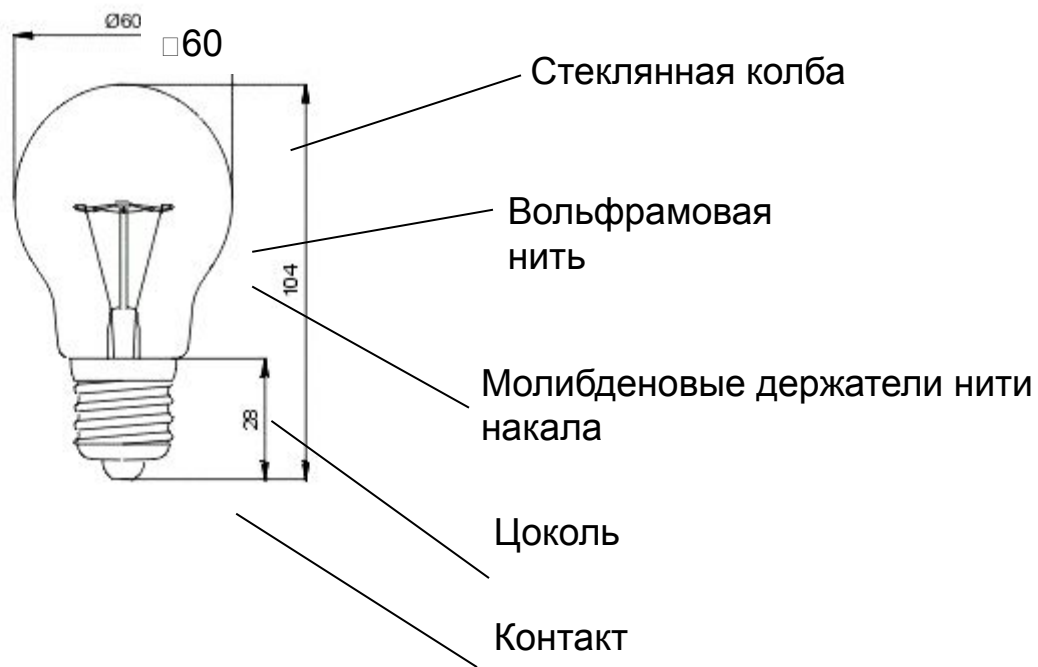 Ø60
□60
Стеклянная колба
Вольфрамовая
нить
104
Молибденовые держатели нити
накала
28
Цоколь
Контакт